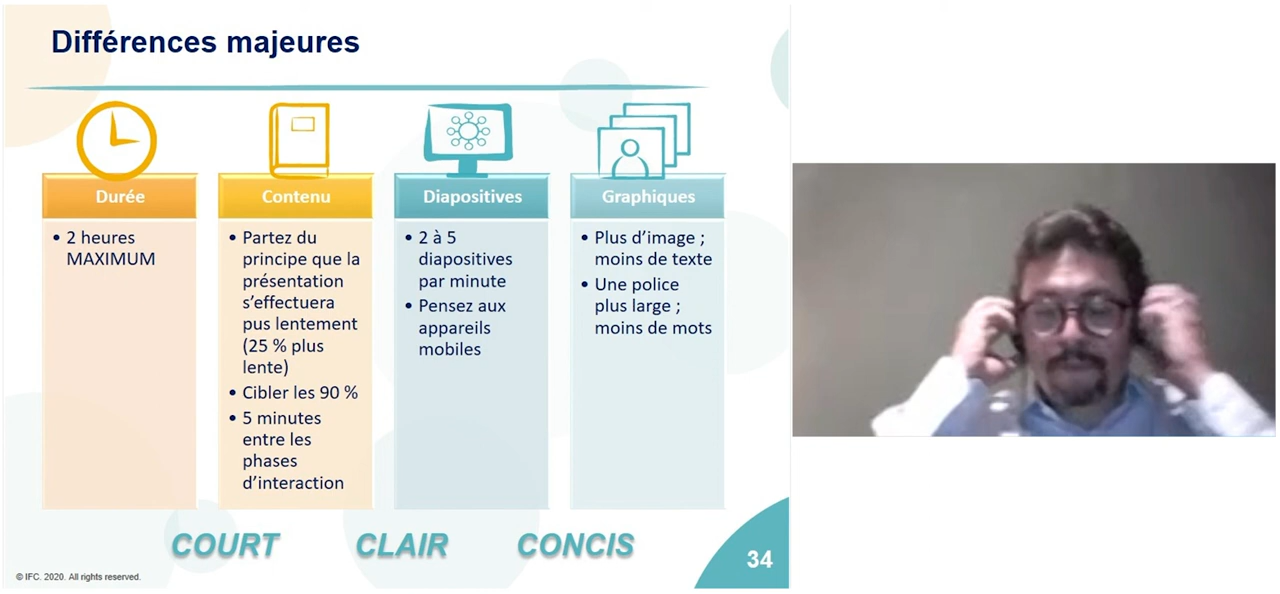 Différences majeures
Durée
• 2 heures
MAXIMUM
Contenu
• Partez du
principe que la
présentation
s’effectuera
pus lentement
(25 % plus
lente)
• Cibler les 90 %
• 5 minutes
entre les
phases
d’interaction
Diapositives
• 2 à 5
diapositives
par minute
• Pensez aux
appareils
mobiles
Graphiques
• Plus d’image ;
moins de texte
• Une police
plus large ;
moins de mots
COURT CLAIR CONCIS
34
© IFC. 2020. All rights reserved.